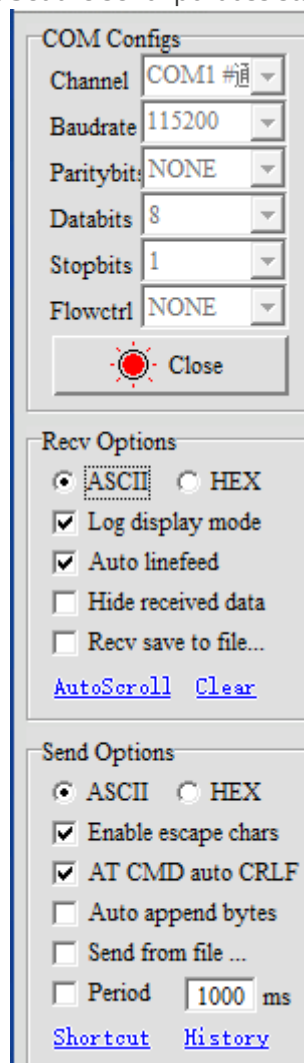 COM Configs
Channel COM1 #通
Baudrate 115200
Paritybits NONE
Databits 8
Stopbits 1
Flowctrl NONE
Close
Recv Options
ASCII HEX
Log display mode
Auto linefeed
Hide received data
Recv save to file...
AutoScroll Clear
Send Options
ASCII HEX
Enable escape chars
AT CMD auto CRLF
Auto append bytes
Send from file ...
Period 1000 ms
Shortcut History